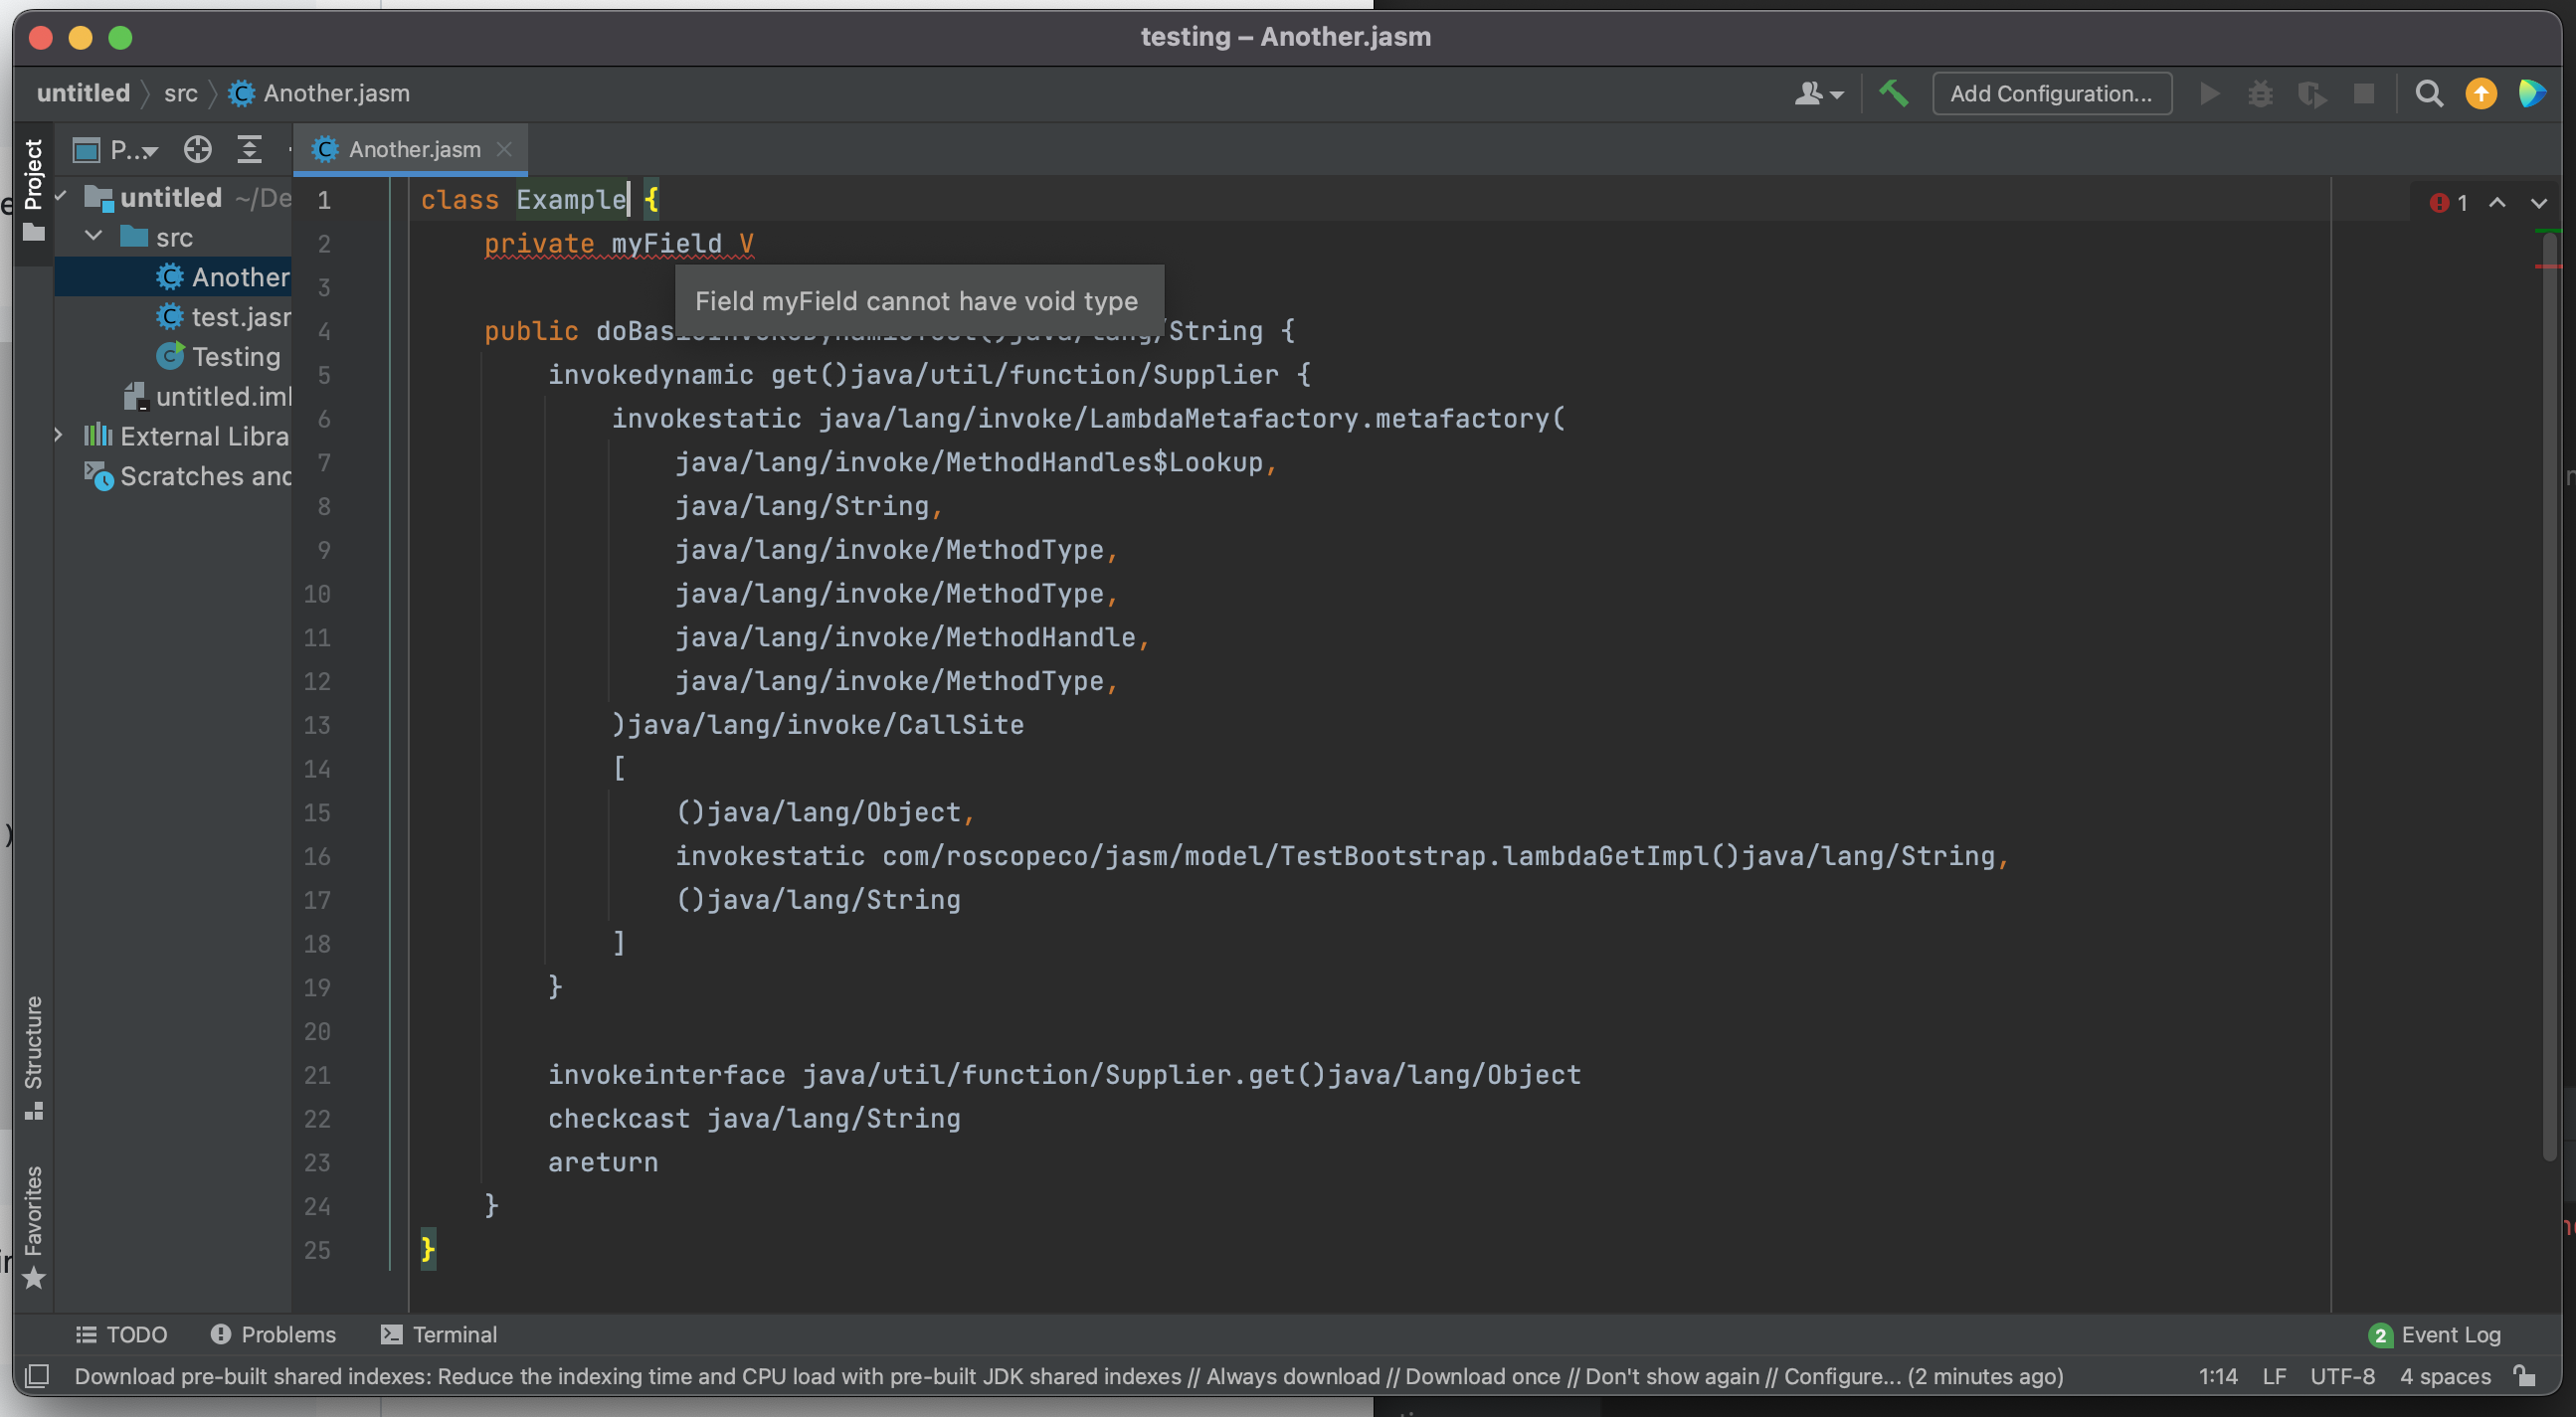 testing – Another.jasm
untitled src Another.jasm
Add Configuration...
Project
P...
Another.jasm
untitled ~/De
src
Another
test.jasm
Testing
untitled.iml
External Libra
Scratches and
Structure
Favorites
1 class Example {
2 private myField V
3
Field myField cannot have void type
4 public doBasicInvokeDynamicTest()java/lang/String {
5 invokedynamic get()java/util/function/Supplier {
6 invokestatic java/lang/invoke/LambdaMetafactory.metafactory(
7 java/lang/invoke/MethodHandles$Lookup,
8 java/lang/String,
9 java/lang/invoke/MethodType,
10 java/lang/invoke/MethodType,
11 java/lang/invoke/MethodHandle,
12 java/lang/invoke/MethodType,
13 )java/lang/invoke/CallSite
14 [
15 ()java/lang/Object,
16 invokestatic com/roscopeco/jasm/model/TestBootstrap.lambdaGetImpl()java/lang/String,
17 ()java/lang/String
18 ]
19 }
20
21 invokeinterface java/util/function/Supplier.get()java/lang/Object
22 checkcast java/lang/String
23 areturn
24 }
25 }
1
TODO Problems Terminal
2 Event Log
Download pre-built shared indexes: Reduce the indexing time and CPU load with pre-built JDK shared indexes // Always download // Download once // Don't show again // Configure... (2 minutes ago)
1:14 LF UTF-8 4 spaces